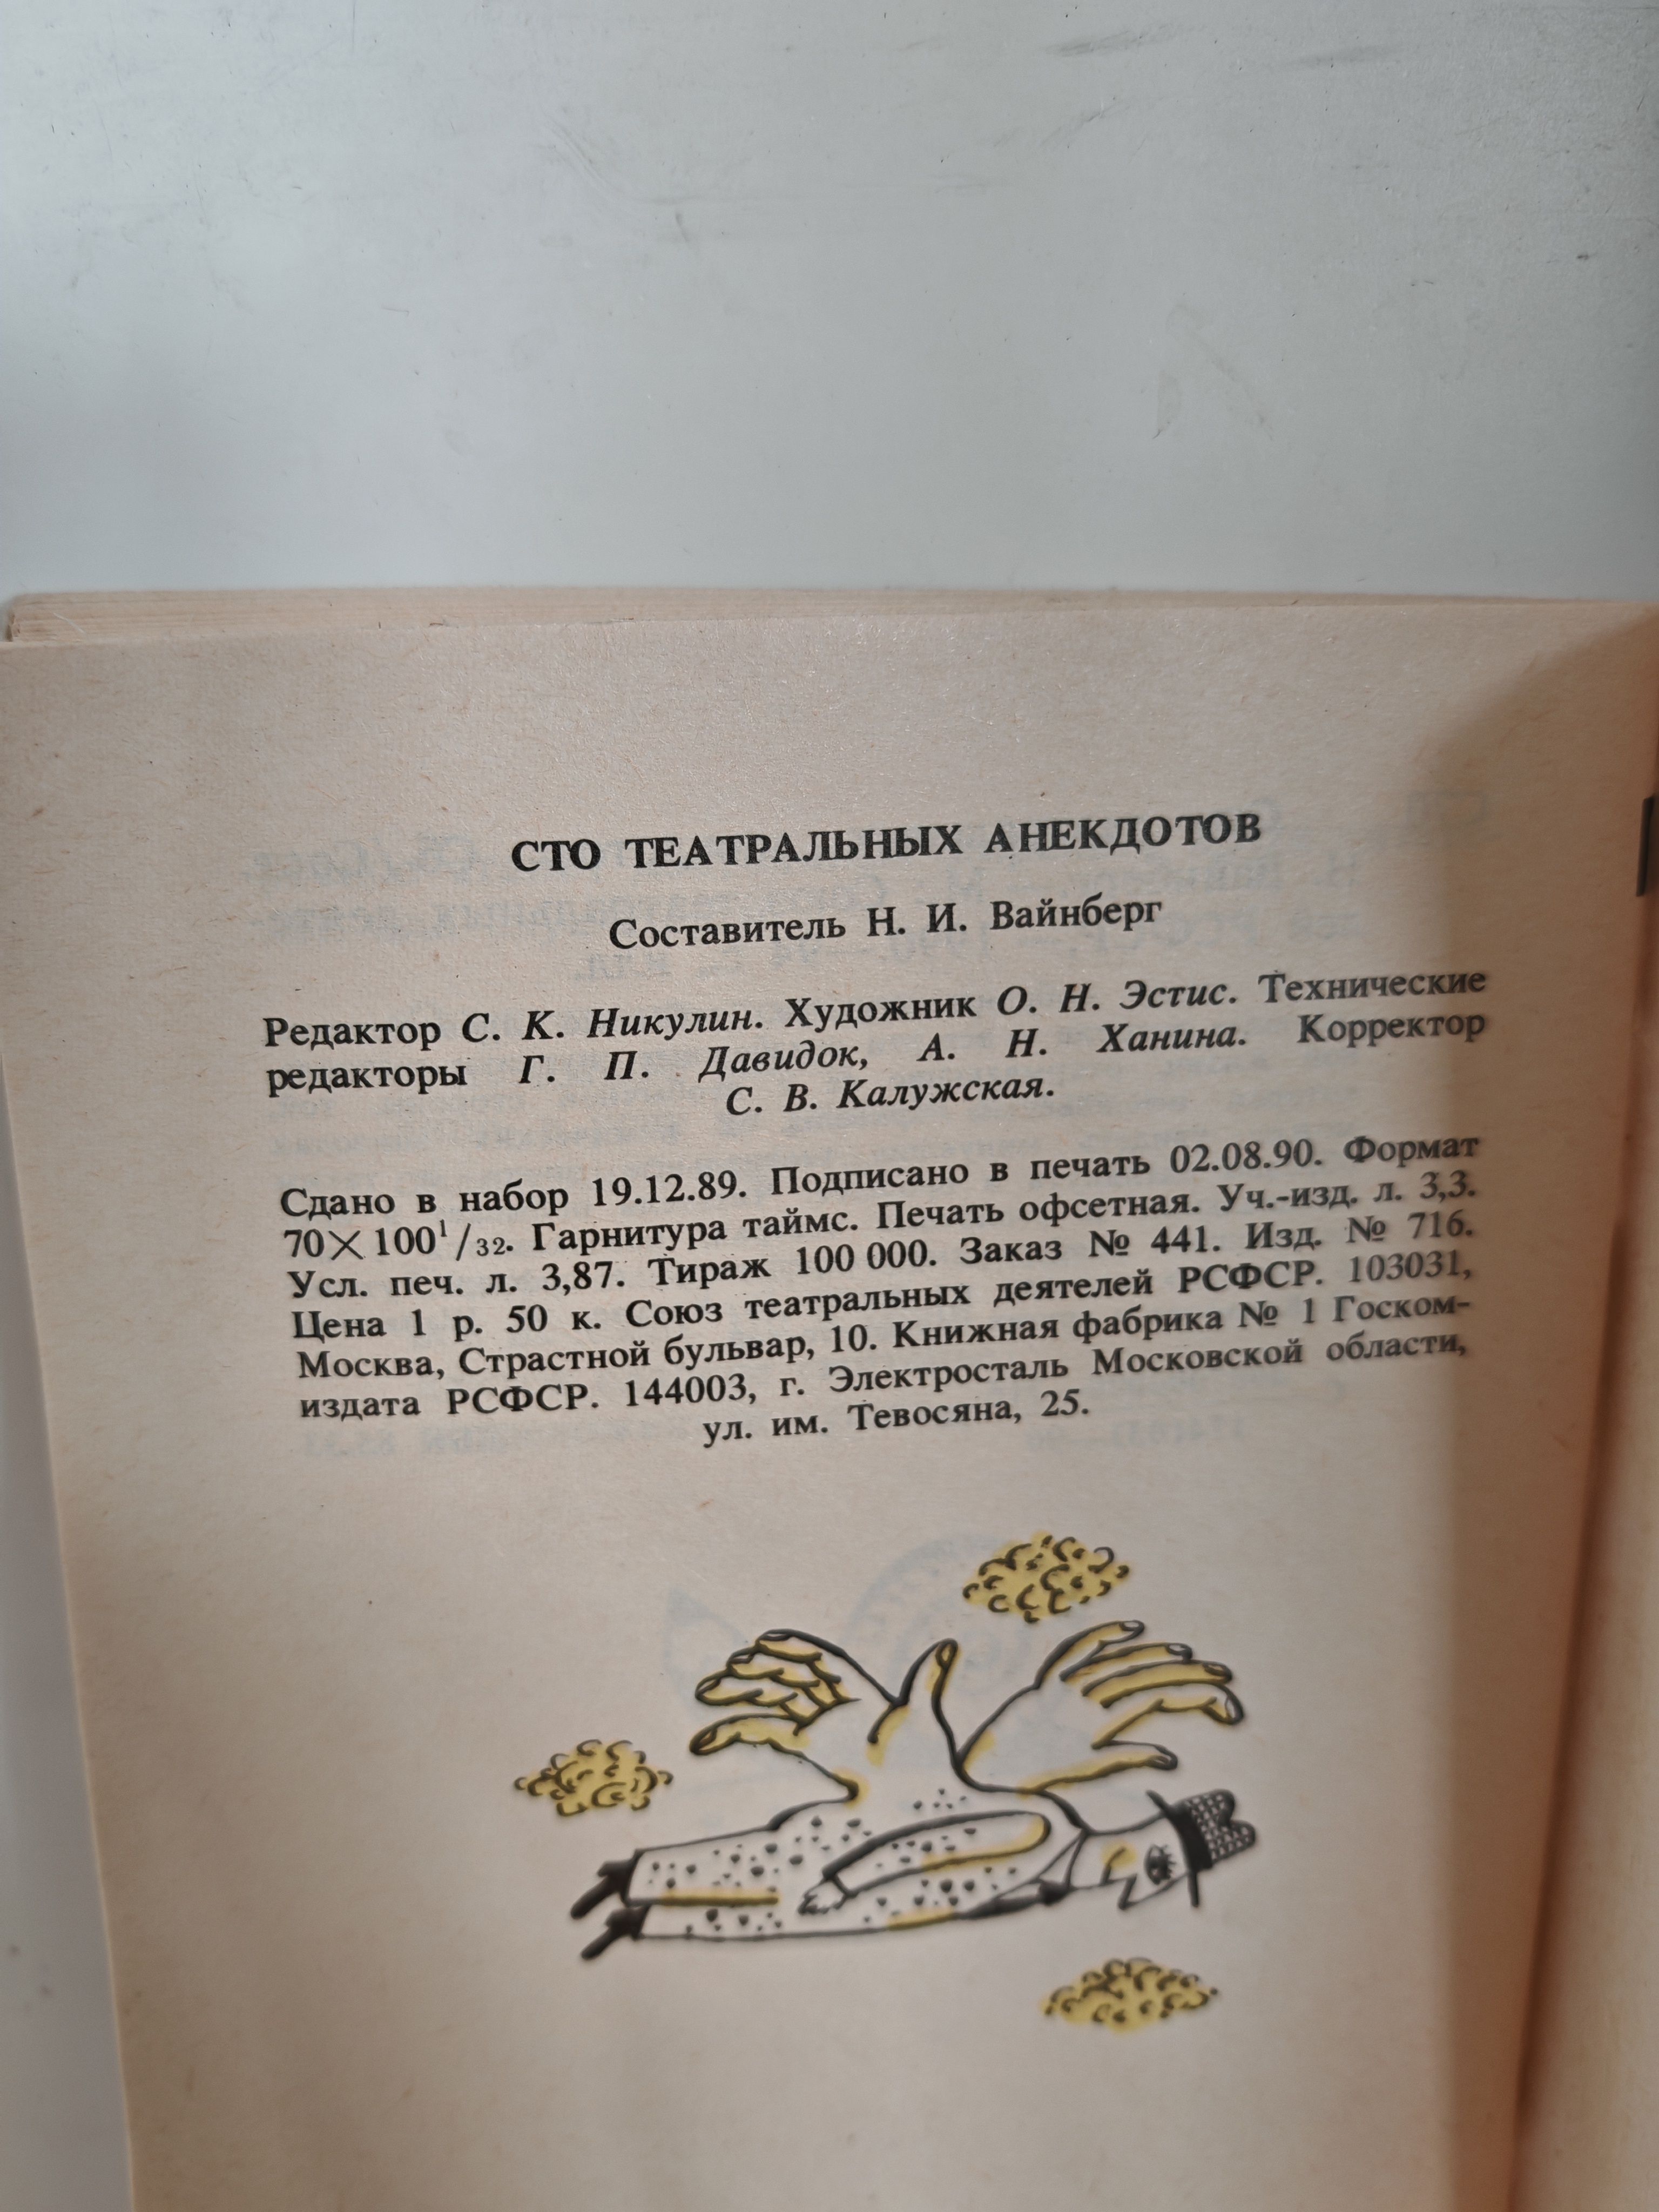 СТО ТЕАТРАЛЬНЫХ АНЕКДОТОВ
Составитель Н. И. Вайнберг
Редактор С. К. Никулин. Художник О. Н. Эстис. Технические
редакторы Г. П. Давидок, А. Н. Ханина. Корректор
С. В. Калужская.
Сдано в набор 19.12.89. Подписано в печать 02.08.90. Формат
70×100¹/₃₂. Гарнитура таймс. Печать офсетная. Уч.-изд. л. 3,3.
Усл. печ. л. 3,87. Тираж 100 000. Заказ № 441. Изд. № 716.
Цена 1 р. 50 к. Союз театральных деятелей РСФСР. 103031,
Москва, Страстной бульвар, 10. Книжная фабрика № 1 Госком-
издата РСФСР. 144003, г. Электросталь Московской области,
ул. им. Тевосяна, 25.